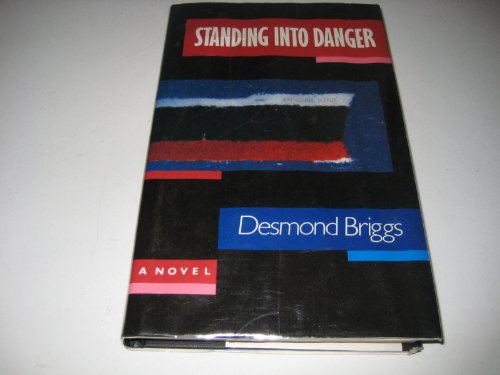 STANDING INTO DANGER
Desmond Briggs
A NOVEL